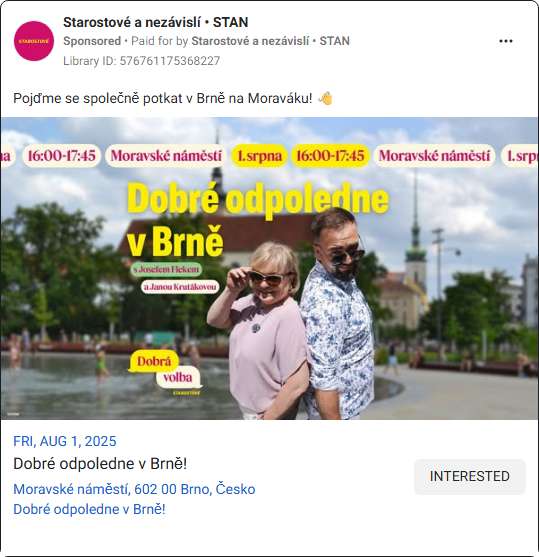 Starostové a nezávislí • STAN
Sponsored • Paid for by Starostové a nezávislí • STAN
Library ID: 576761175368227
STAROSTOVÉ
Pojďme se společně potkat v Brně na Moraváku! 👋
na 16:00-17:45 Moravské náměstí 1. srpna 16:00-17:45 Moravské náměstí 1. srp
Dobré odpoledne
v Brně
s Josefem Flekem
a Janou Krutákovou
Dobrá
volba
STAROSTOVÉ
FRI, AUG 1, 2025
Dobré odpoledne v Brně!
Moravské náměstí, 602 00 Brno, Česko
Dobré odpoledne v Brně!
INTERESTED